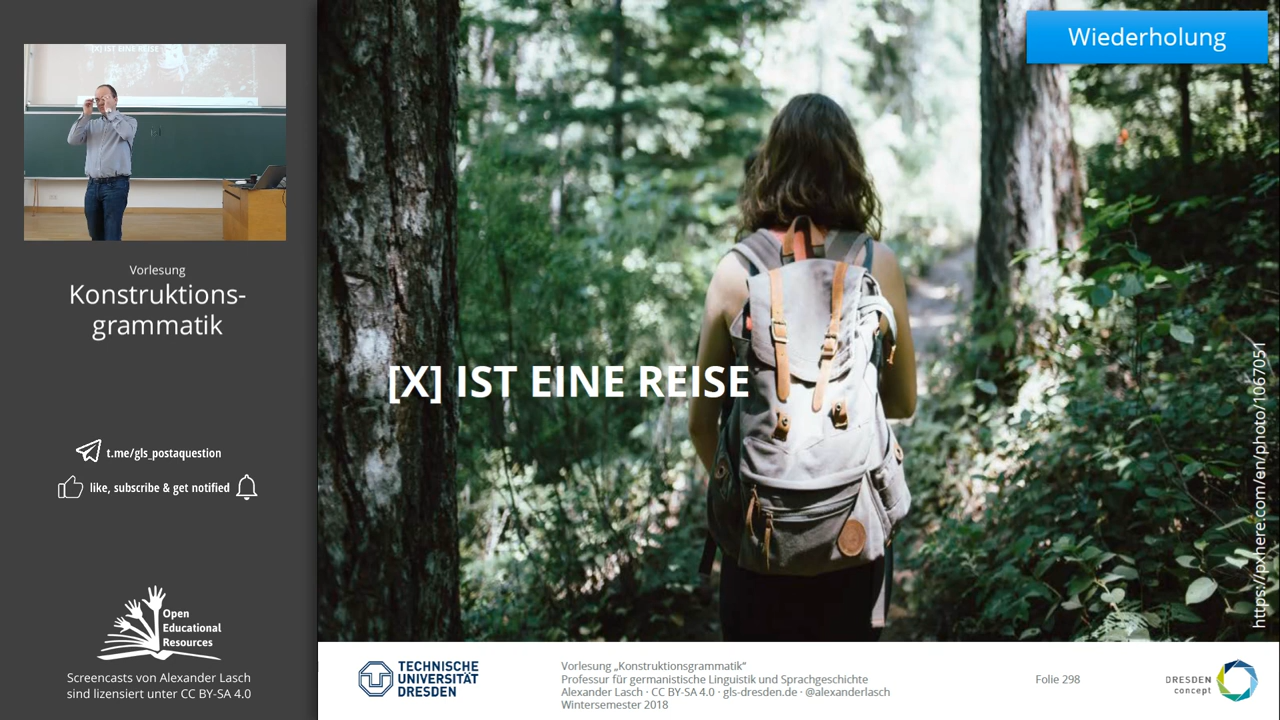 Wiederholung
Vorlesung
Konstruktions-
grammatik
[X] IST EINE REISE
https://pxhere.com/en/photo/1067051
t.me/gls_postaquestion
like, subscribe & get notified
Open
Educational
Resources
Screencasts von Alexander Lasch
sind lizensiert unter CC BY-SA 4.0
TECHNISCHE
UNIVERSITÄT
DRESDEN
Vorlesung „Konstruktionsgrammatik“
Professur für germanistische Linguistik und Sprachgeschichte
Alexander Lasch · CC BY-SA 4.0 · gls-dresden.de · @alexanderlasch
Wintersemester 2018
Folie 298
DRESDEN
concept